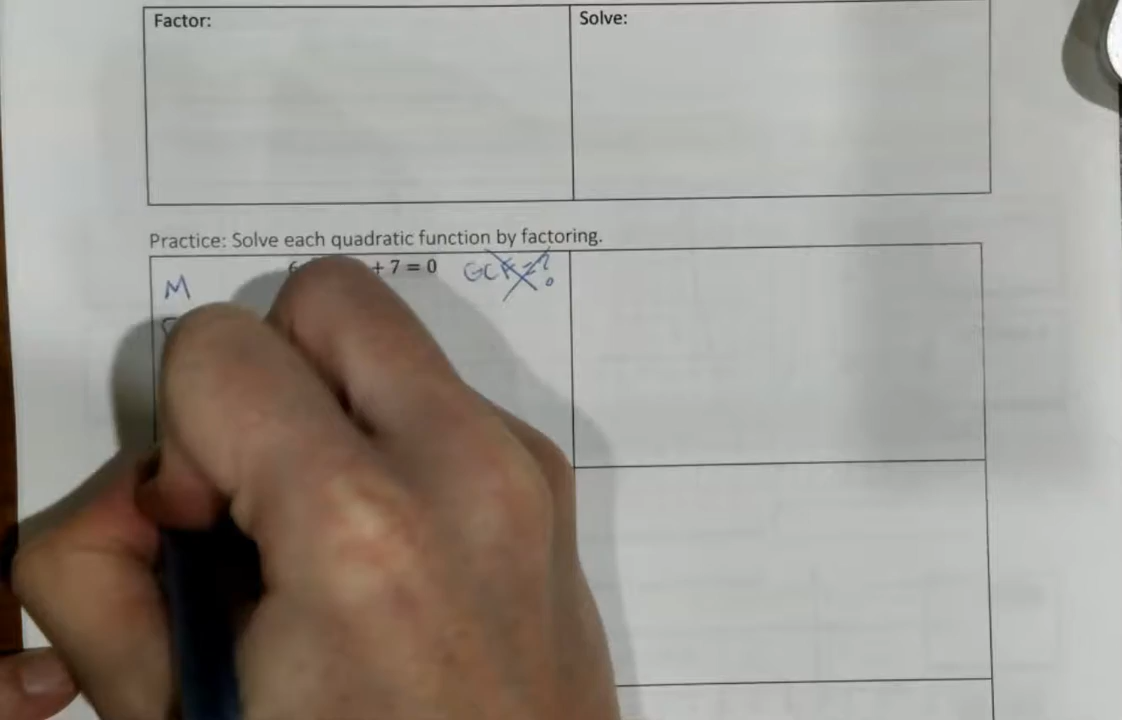 Factor:
Solve:
Practice: Solve each quadratic function by factoring.
+ 7 = 0
GCF?
M